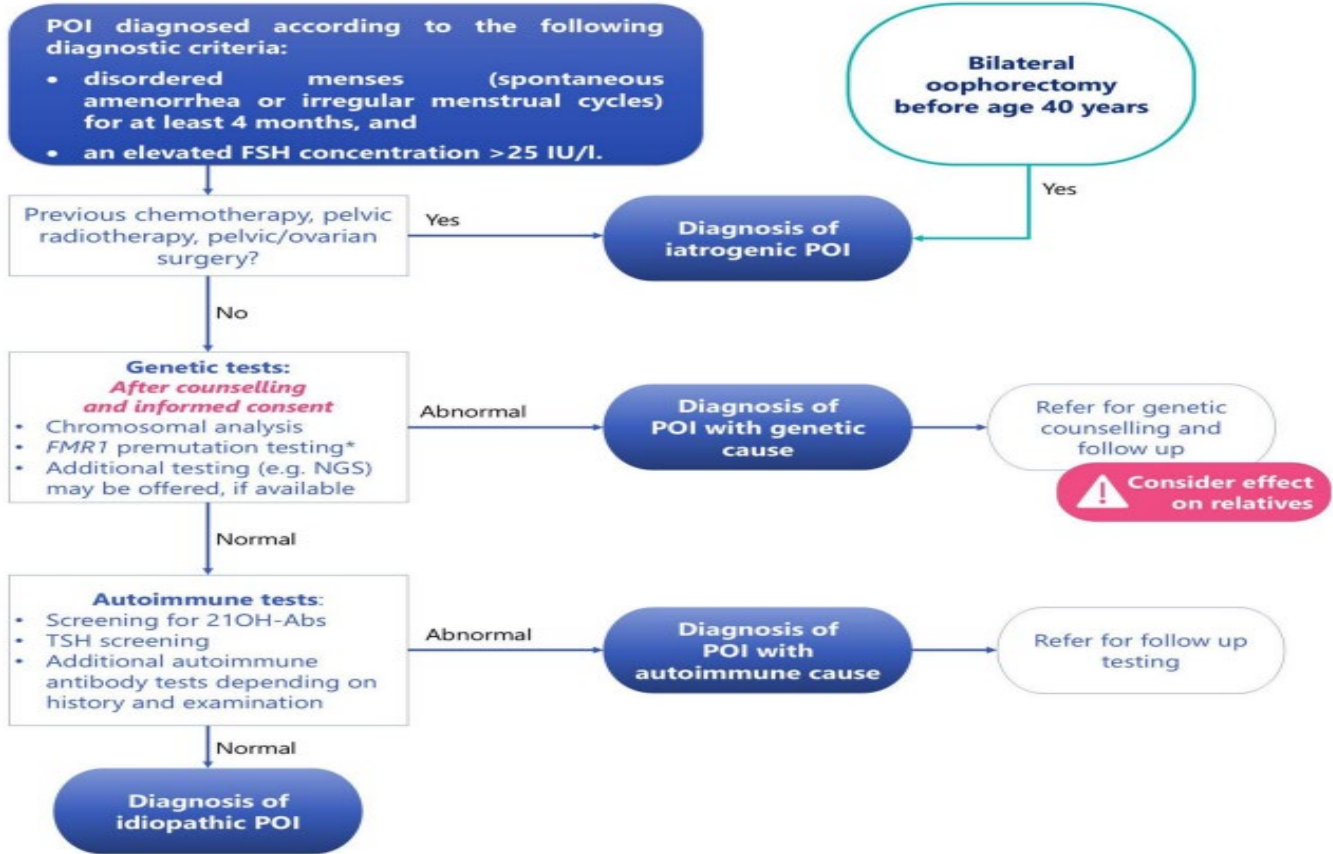 POI diagnosed according to the following
diagnostic criteria:
• disordered menses (spontaneous
amenorrhea or irregular menstrual cycles)
for at least 4 months, and
• an elevated FSH concentration >25 IU/l.
Bilateral
oophorectomy
before age 40 years
Yes
Previous chemotherapy, pelvic
radiotherapy, pelvic/ovarian
surgery?
Yes
Diagnosis of
iatrogenic POI
No
Genetic tests:
After counselling
and informed consent
• Chromosomal analysis
• FMR1 premutation testing*
• Additional testing (e.g. NGS)
may be offered, if available
Abnormal
Diagnosis of
POI with genetic
cause
Refer for genetic
counselling and
follow up
Consider effect
on relatives
Normal
Autoimmune tests:
• Screening for 21OH-Abs
• TSH screening
• Additional autoimmune
antibody tests depending on
history and examination
Abnormal
Diagnosis of
POI with
autoimmune cause
Refer for follow up
testing
Normal
Diagnosis of
idiopathic POI